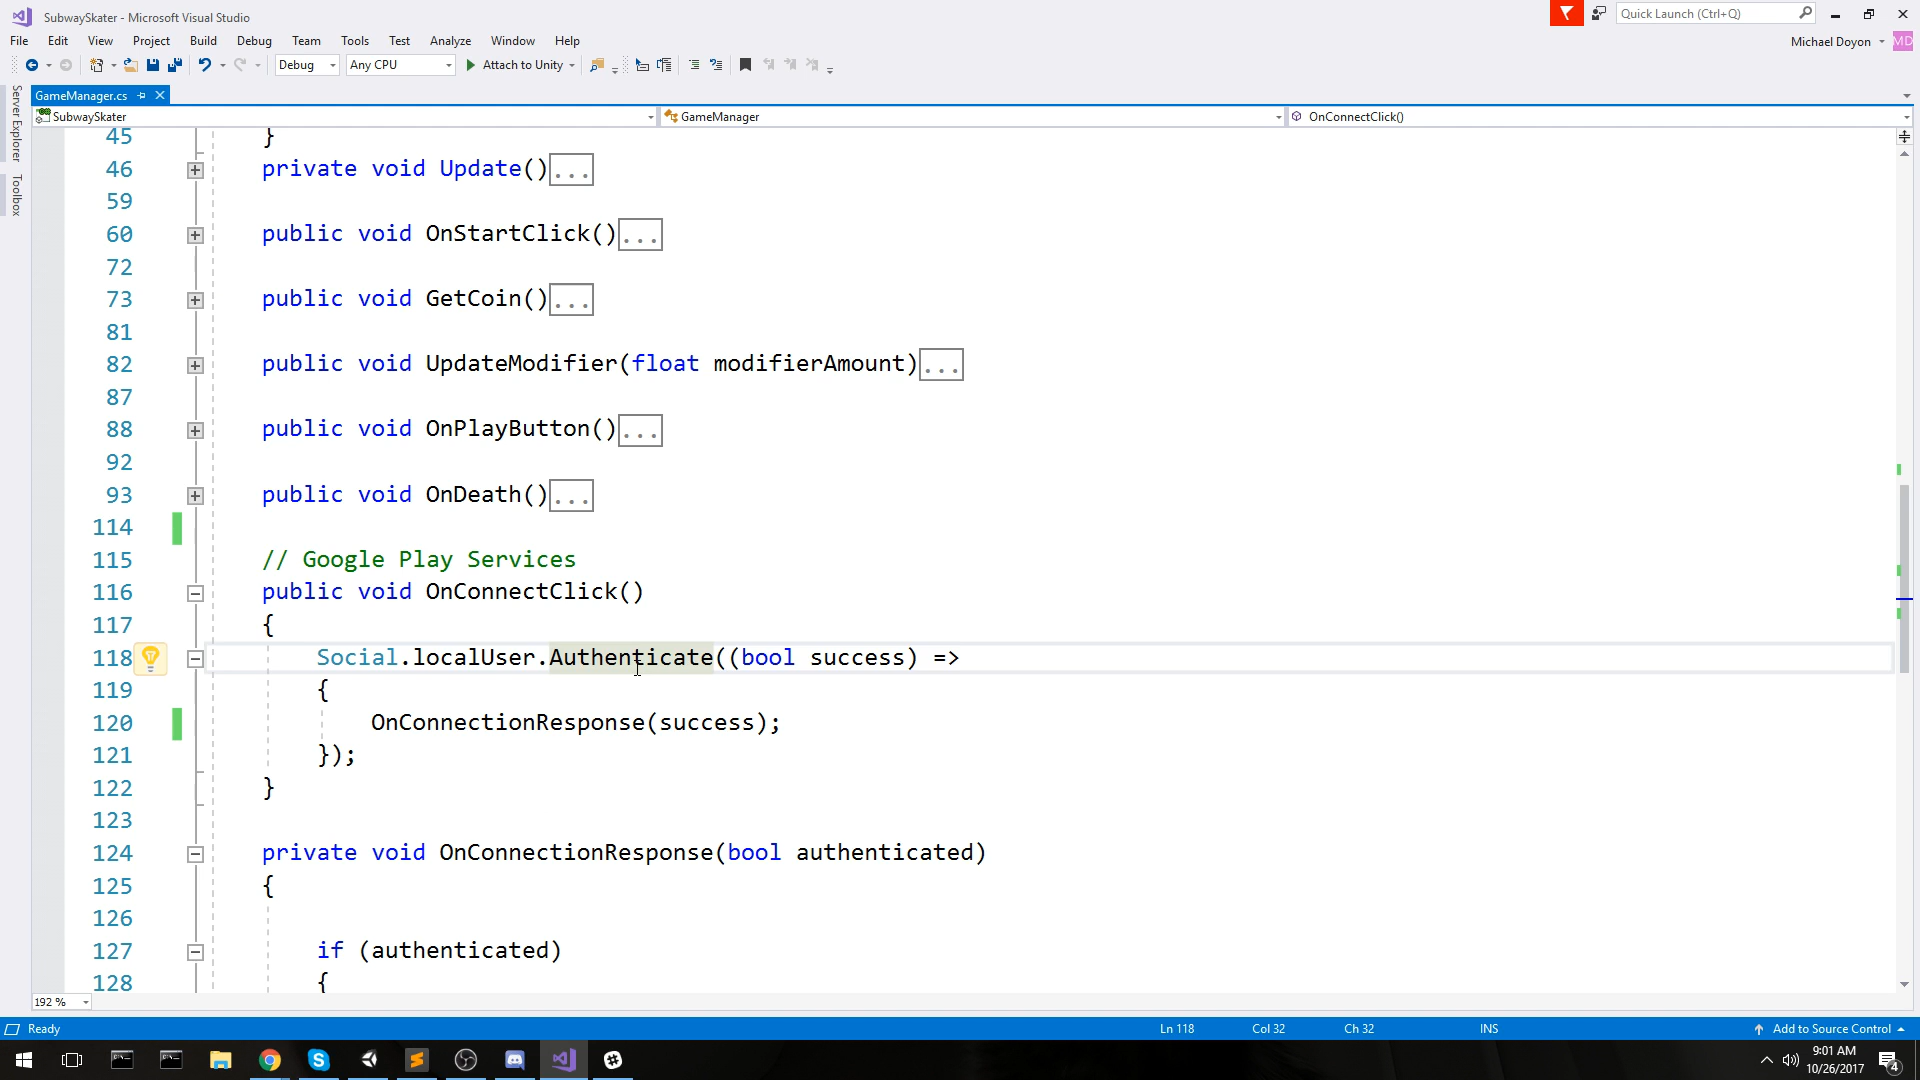 SubwaySkater - Microsoft Visual Studio
Quick Launch (Ctrl+Q)
File Edit View Project Build Debug Team Tools Test Analyze Window Help
Michael Doyon MD
Debug Any CPU Attach to Unity
Server Explorer
Toolbox
GameManager.cs
SubwaySkater GameManager OnConnectClick()
45 }
46 private void Update()...
59
60 public void OnStartClick()...
72
73 public void GetCoin()...
81
82 public void UpdateModifier(float modifierAmount)...
87
88 public void OnPlayButton()...
92
93 public void OnDeath()...
114
115 // Google Play Services
116 public void OnConnectClick()
117 {
118 Social.localUser.Authenticate((bool success) =>
119 {
120 OnConnectionResponse(success);
121 });
122 }
123
124 private void OnConnectionResponse(bool authenticated)
125 {
126
127 if (authenticated)
128 {
192 %
Ready Ln 118 Col 32 Ch 32 INS Add to Source Control
9:01 AM
10/26/2017
4